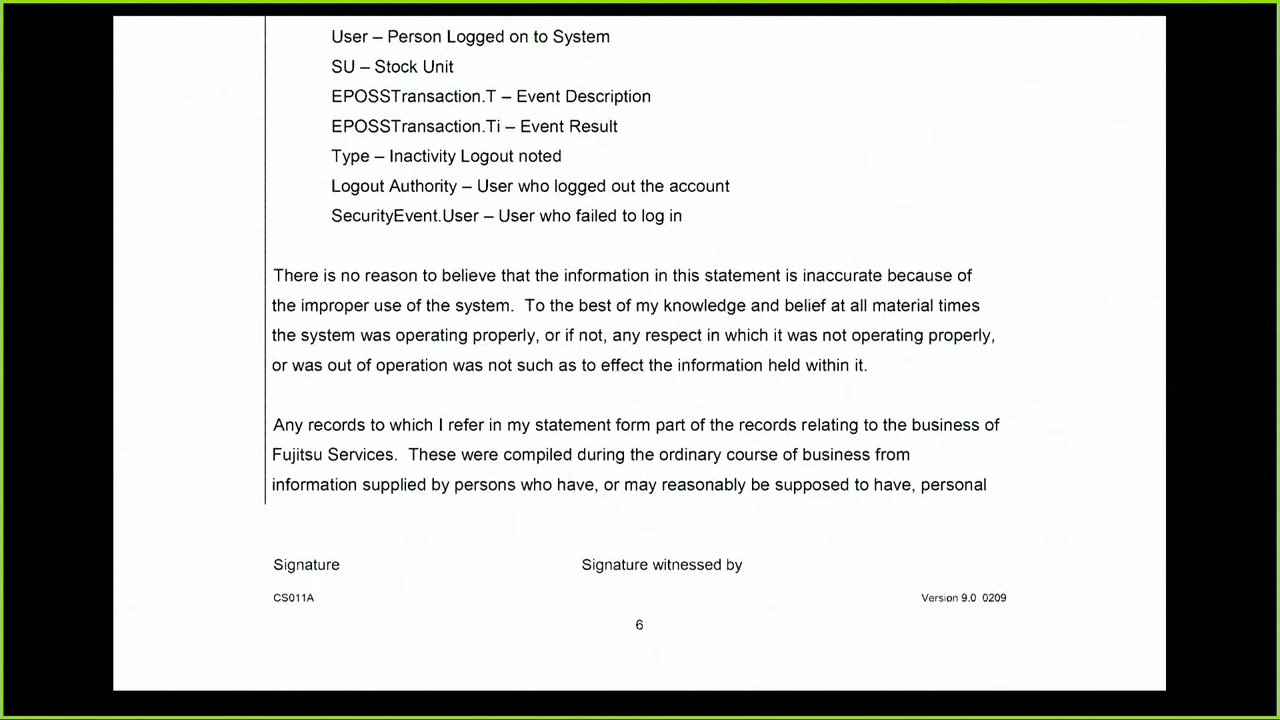 User – Person Logged on to System
SU – Stock Unit
EPOSSTransaction.T – Event Description
EPOSSTransaction.Ti – Event Result
Type – Inactivity Logout noted
Logout Authority – User who logged out the account
SecurityEvent.User – User who failed to log in
There is no reason to believe that the information in this statement is inaccurate because of
the improper use of the system. To the best of my knowledge and belief at all material times
the system was operating properly, or if not, any respect in which it was not operating properly,
or was out of operation was not such as to effect the information held within it.
Any records to which I refer in my statement form part of the records relating to the business of
Fujitsu Services. These were compiled during the ordinary course of business from
information supplied by persons who have, or may reasonably be supposed to have, personal
Signature Signature witnessed by
CS011A Version 9.0 0209
6